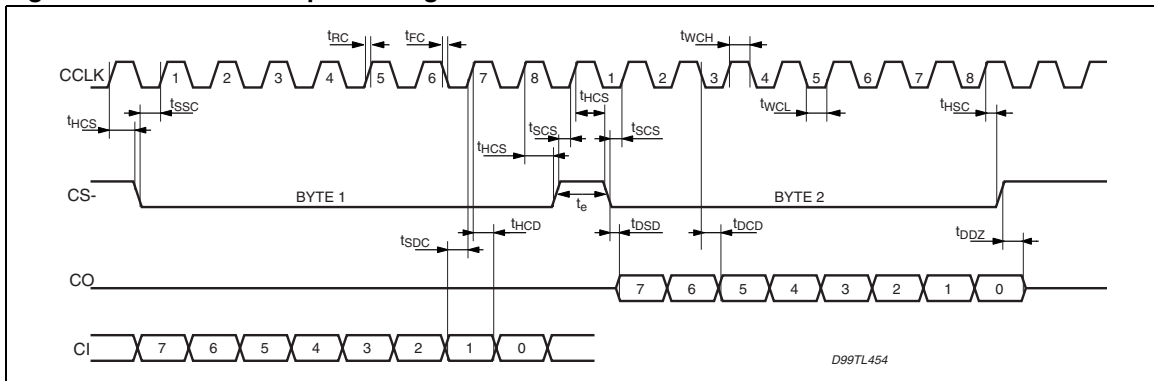 tRC tFC tWCH
CCLK 1 2 3 4 5 6 7 8 1 2 3 4 5 6 7 8
tHCS tSSC tHCS tSCS tHCS tSCS tWCL tHSC
CS- BYTE 1 te BYTE 2
tSDC tHCD tDSD tDCD tDDZ
CO 7 6 5 4 3 2 1 0
CI 7 6 5 4 3 2 1 0
D99TL454